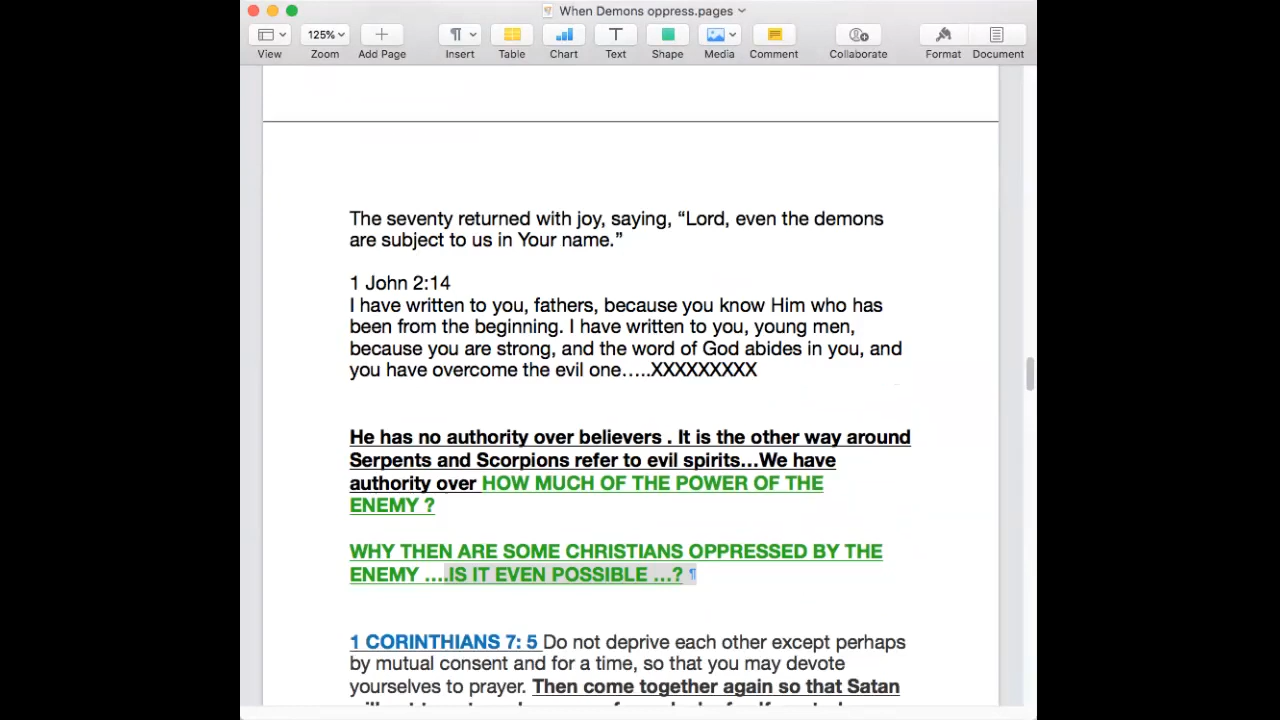 When Demons oppress.pages
125%
View
Zoom
Add Page
Insert
Table
Chart
Text
Shape
Media
Comment
Collaborate
Format
Document
The seventy returned with joy, saying, “Lord, even the demons
are subject to us in Your name.”
1 John 2:14
I have written to you, fathers, because you know Him who has
been from the beginning. I have written to you, young men,
because you are strong, and the word of God abides in you, and
you have overcome the evil one…..XXXXXXXXX
He has no authority over believers . It is the other way around
Serpents and Scorpions refer to evil spirits…We have
authority over HOW MUCH OF THE POWER OF THE
ENEMY ?
WHY THEN ARE SOME CHRISTIANS OPPRESSED BY THE
ENEMY ….IS IT EVEN POSSIBLE …? ¶
1 CORINTHIANS 7: 5 Do not deprive each other except perhaps
by mutual consent and for a time, so that you may devote
yourselves to prayer. Then come together again so that Satan